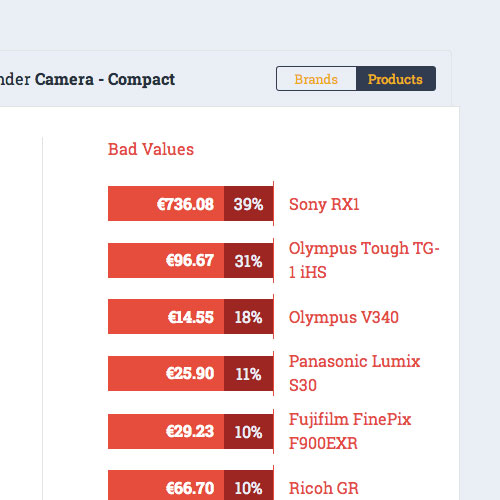 Camera - Compact
Brands
Products
Bad Values
€736.08 39% Sony RX1
€96.67 31% Olympus Tough TG-
1 iHS
€14.55 18% Olympus V340
€25.90 11% Panasonic Lumix
S30
€29.23 10% Fujifilm FinePix
F900EXR
€66.70 10% Ricoh GR